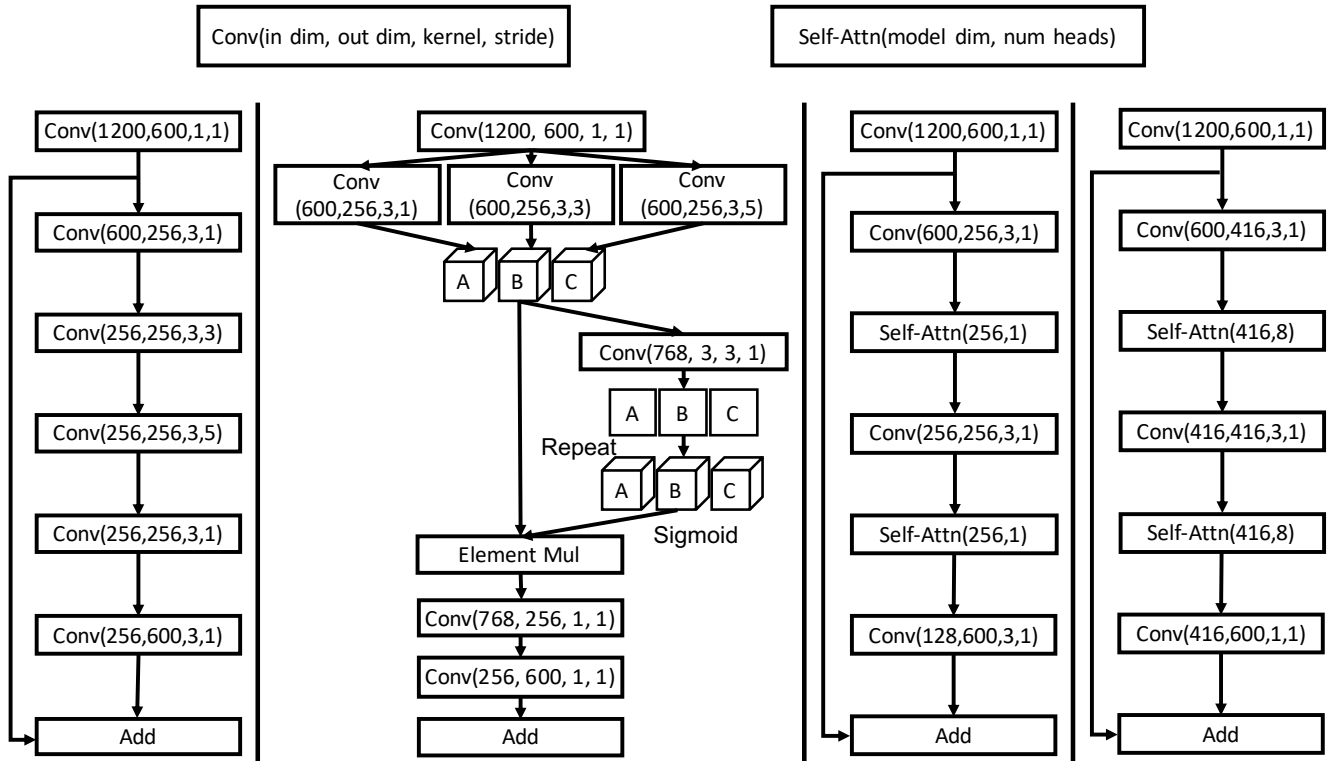 Conv(in dim, out dim, kernel, stride)
Self-Attn(model dim, num heads)
Conv(1200,600,1,1)
Conv(600,256,3,1)
Conv(256,256,3,3)
Conv(256,256,3,5)
Conv(256,256,3,1)
Conv(256,600,3,1)
Add
Conv(1200, 600, 1, 1)
Conv
(600,256,3,1)
Conv
(600,256,3,3)
Conv
(600,256,3,5)
A B C
Conv(768, 3, 3, 1)
A B C
Repeat
A B C
Sigmoid
Element Mul
Conv(768, 256, 1, 1)
Conv(256, 600, 1, 1)
Add
Conv(1200,600,1,1)
Conv(600,256,3,1)
Self-Attn(256,1)
Conv(256,256,3,1)
Self-Attn(256,1)
Conv(128,600,3,1)
Add
Conv(1200,600,1,1)
Conv(600,416,3,1)
Self-Attn(416,8)
Conv(416,416,3,1)
Self-Attn(416,8)
Conv(416,600,1,1)
Add